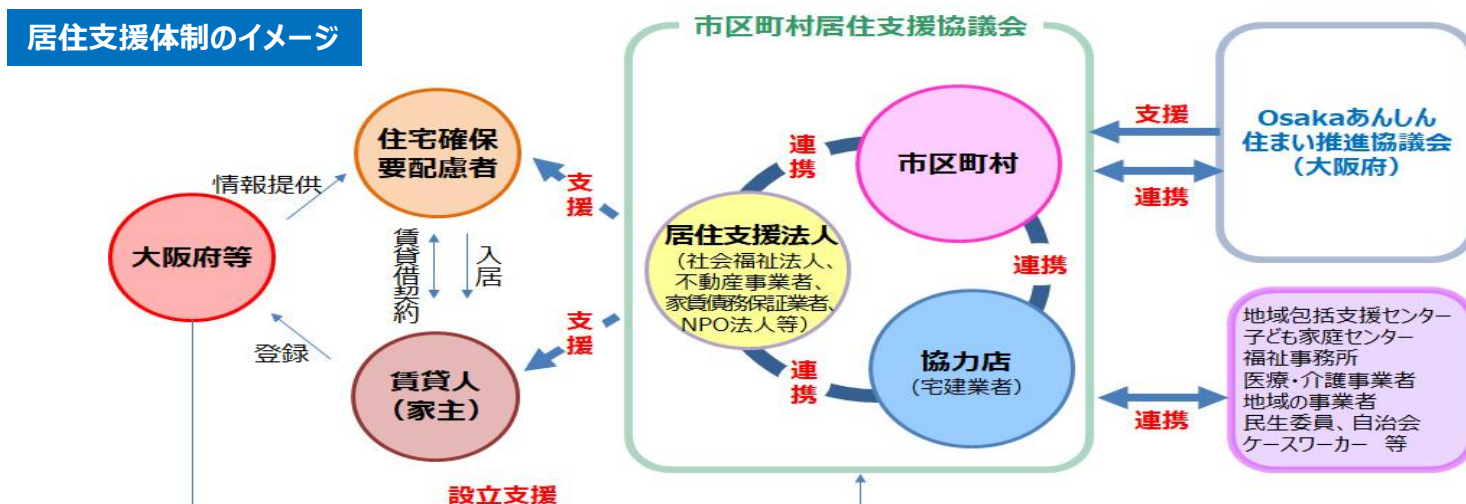 居住支援体制のイメージ
市区町村居住支援協議会
住宅確保
要配慮者
情報提供
大阪府等
賃貸借契約
入居
登録
賃貸人
（家主）
支援
支援
連携
市区町村
居住支援法人
（社会福祉法人、
不動産事業者、
家賃債務保証業者、
NPO法人等）
連携
連携
協力店
（宅建業者）
支援
連携
Osakaあんしん
住まい推進協議会
（大阪府）
連携
地域包括支援センター
子ども家庭センター
福祉事務所
医療・介護事業者
地域の事業者
民生委員、自治会
ケースワーカー　等
設立支援